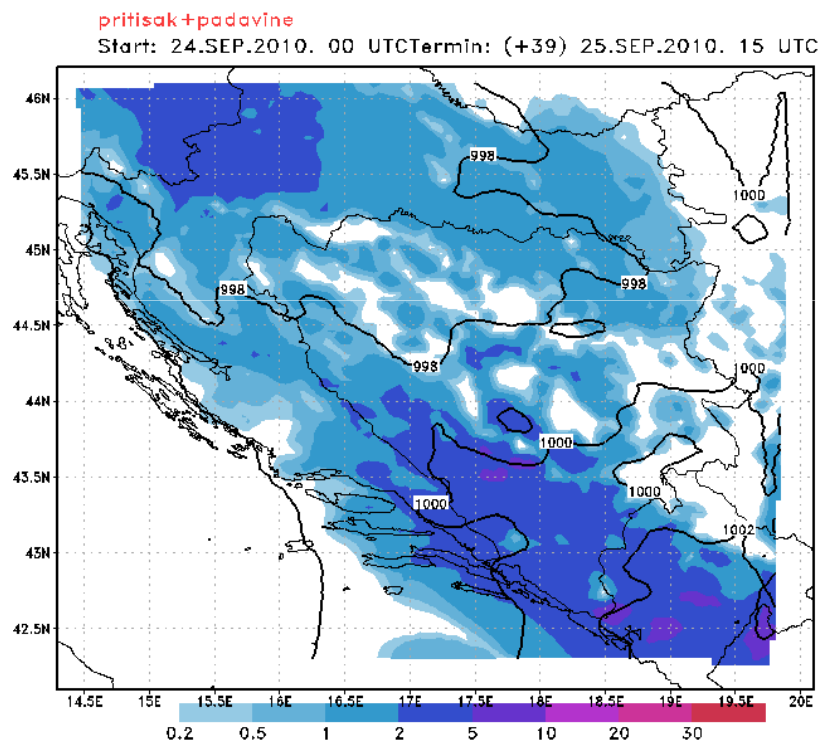 pritisak+padavine
Start: 24.SEP.2010. 00 UTCTermin: (+39) 25.SEP.2010. 15 UTC
46N
998
45.5N
1000
45N
998
998
44.5N
998
1000
44N
1000
43.5N
1000
1000
1002
43N
42.5N
14.5E 15E 15.5E 16E 16.5E 17E 17.5E 18E 18.5E 19E 19.5E 20E
0.2 0.5 1 2 5 10 20 30